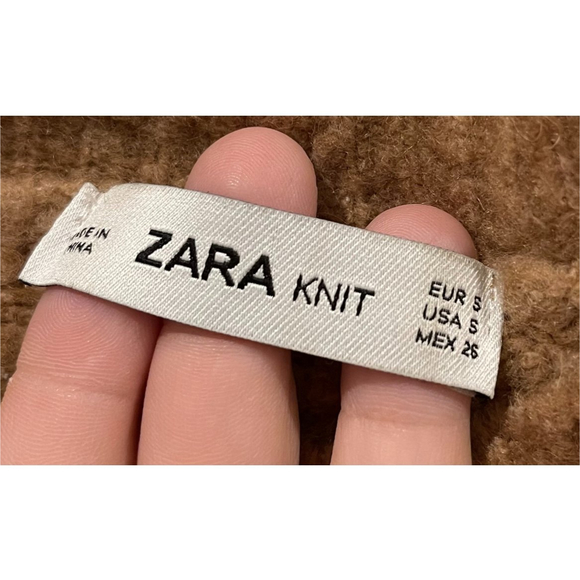 ZARA KNIT
EUR S
USA S
MEX 26